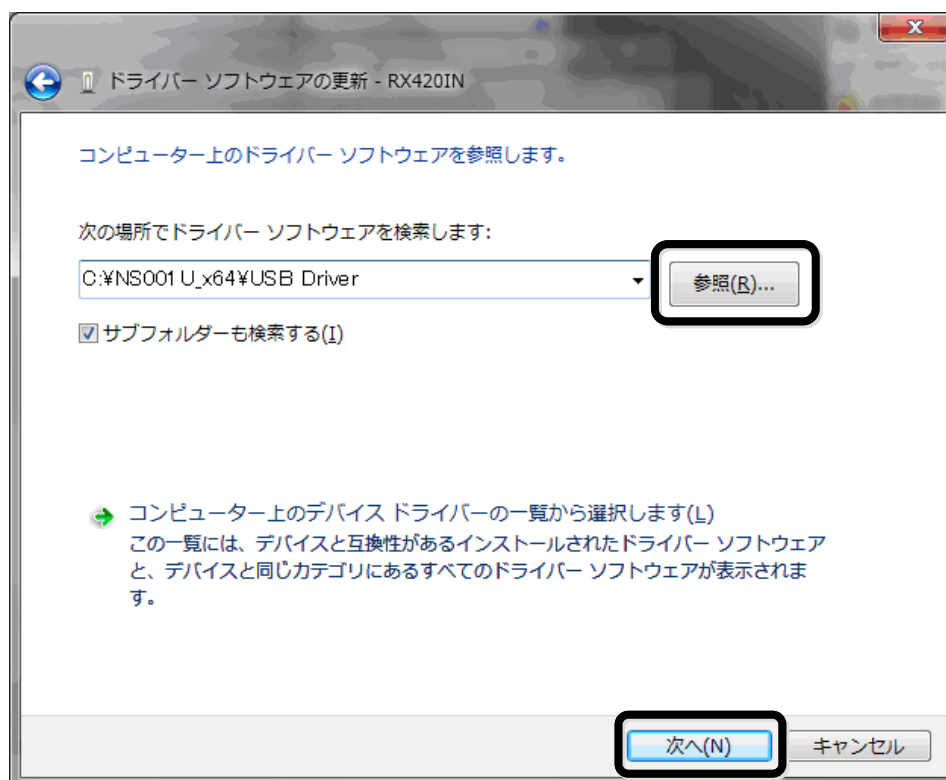 ドライバー ソフトウェアの更新 - RX420IN
コンピューター上のドライバー ソフトウェアを参照します。
次の場所でドライバー ソフトウェアを検索します:
C:¥NS001U_x64¥USB Driver
参照(R)...
サブフォルダーも検索する(I)
コンピューター上のデバイス ドライバーの一覧から選択します(L)
この一覧には、デバイスと互換性があるインストールされたドライバー ソフトウェア
と、デバイスと同じカテゴリにあるすべてのドライバー ソフトウェアが表示されま
す。
次へ(N)
キャンセル